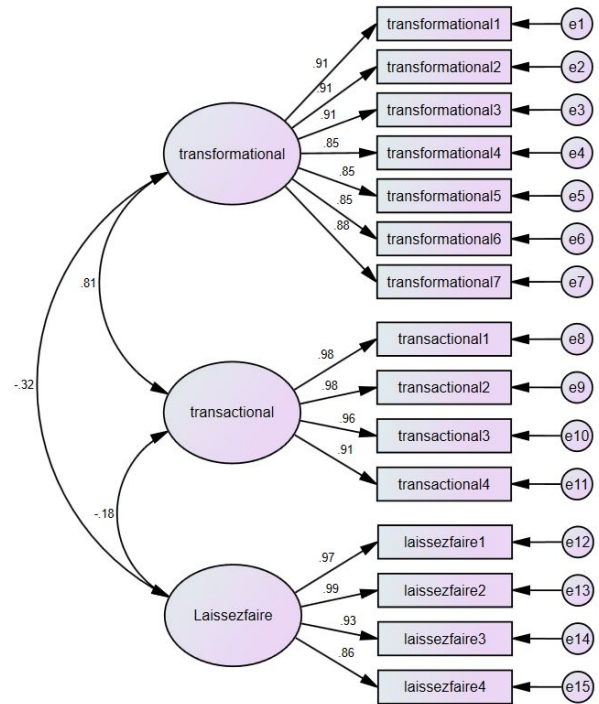 transformational1 e1
.91
transformational2 e2
.91
transformational3 e3
.91
transformational
.85
transformational4 e4
.85
transformational5 e5
.85
transformational6 e6
.88
transformational7 e7
.81
transactional1 e8
.98
transactional2 e9
.98
transactional
.96
transactional3 e10
.91
transactional4 e11
-.32
-.18
laissezfaire1 e12
.97
laissezfaire2 e13
.99
Laissezfaire
.93
laissezfaire3 e14
.86
laissezfaire4 e15